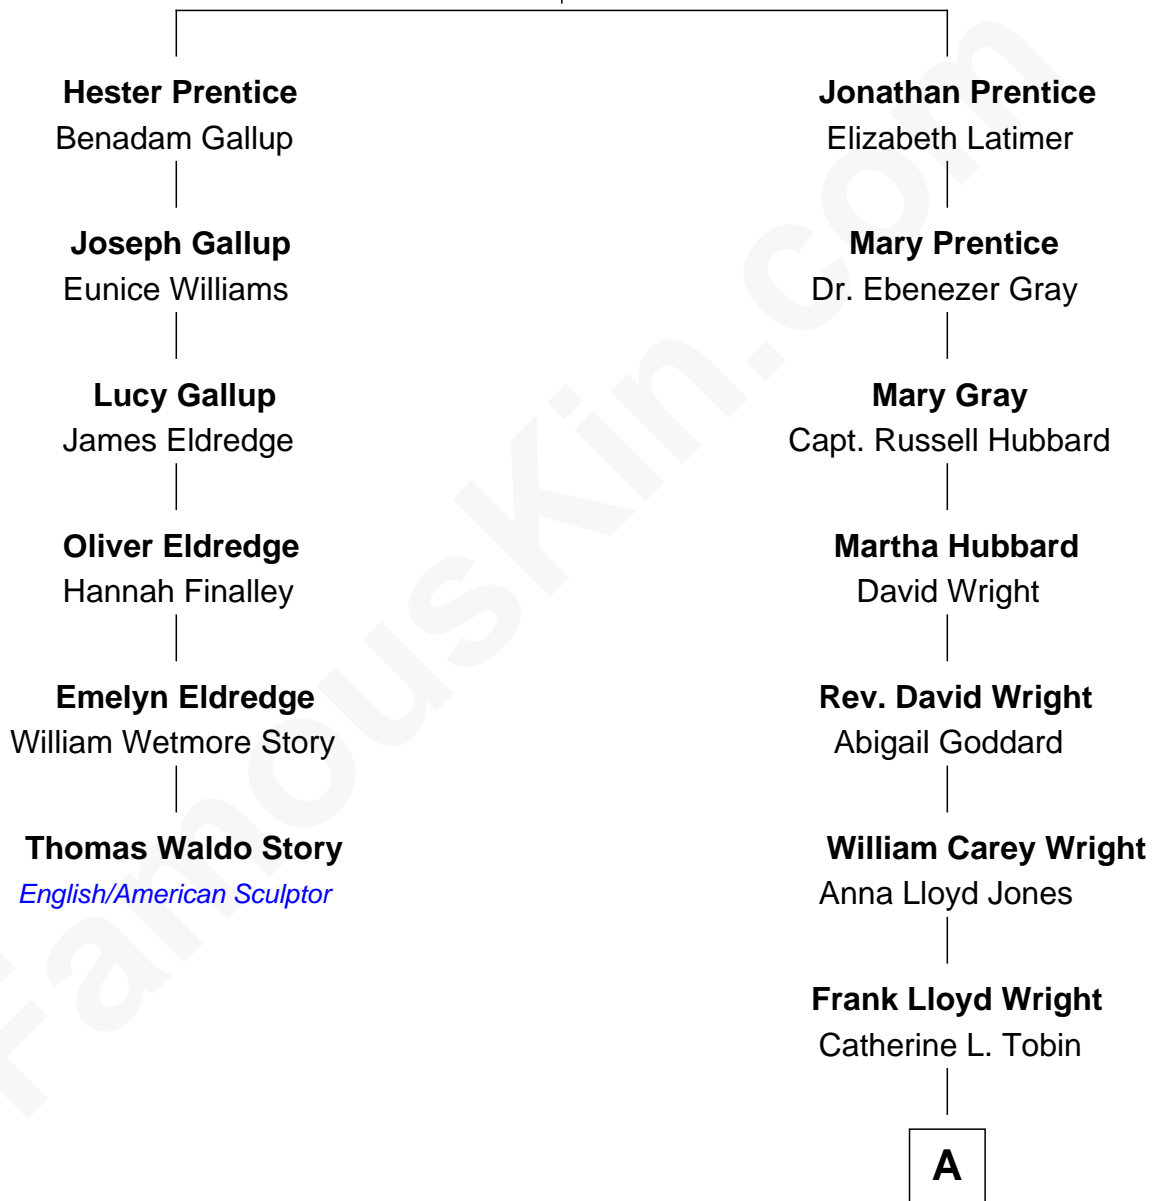 Hester Prentice
Benadam Gallup
Jonathan Prentice
Elizabeth Latimer
Joseph Gallup
Eunice Williams
Mary Prentice
Dr. Ebenezer Gray
Lucy Gallup
James Eldredge
Mary Gray
Capt. Russell Hubbard
Oliver Eldredge
Hannah Finalley
Martha Hubbard
David Wright
Emelyn Eldredge
William Wetmore Story
Rev. David Wright
Abigail Goddard
Thomas Waldo Story
English/American Sculptor
William Carey Wright
Anna Lloyd Jones
Frank Lloyd Wright
Catherine L. Tobin
A
FamousKin.com